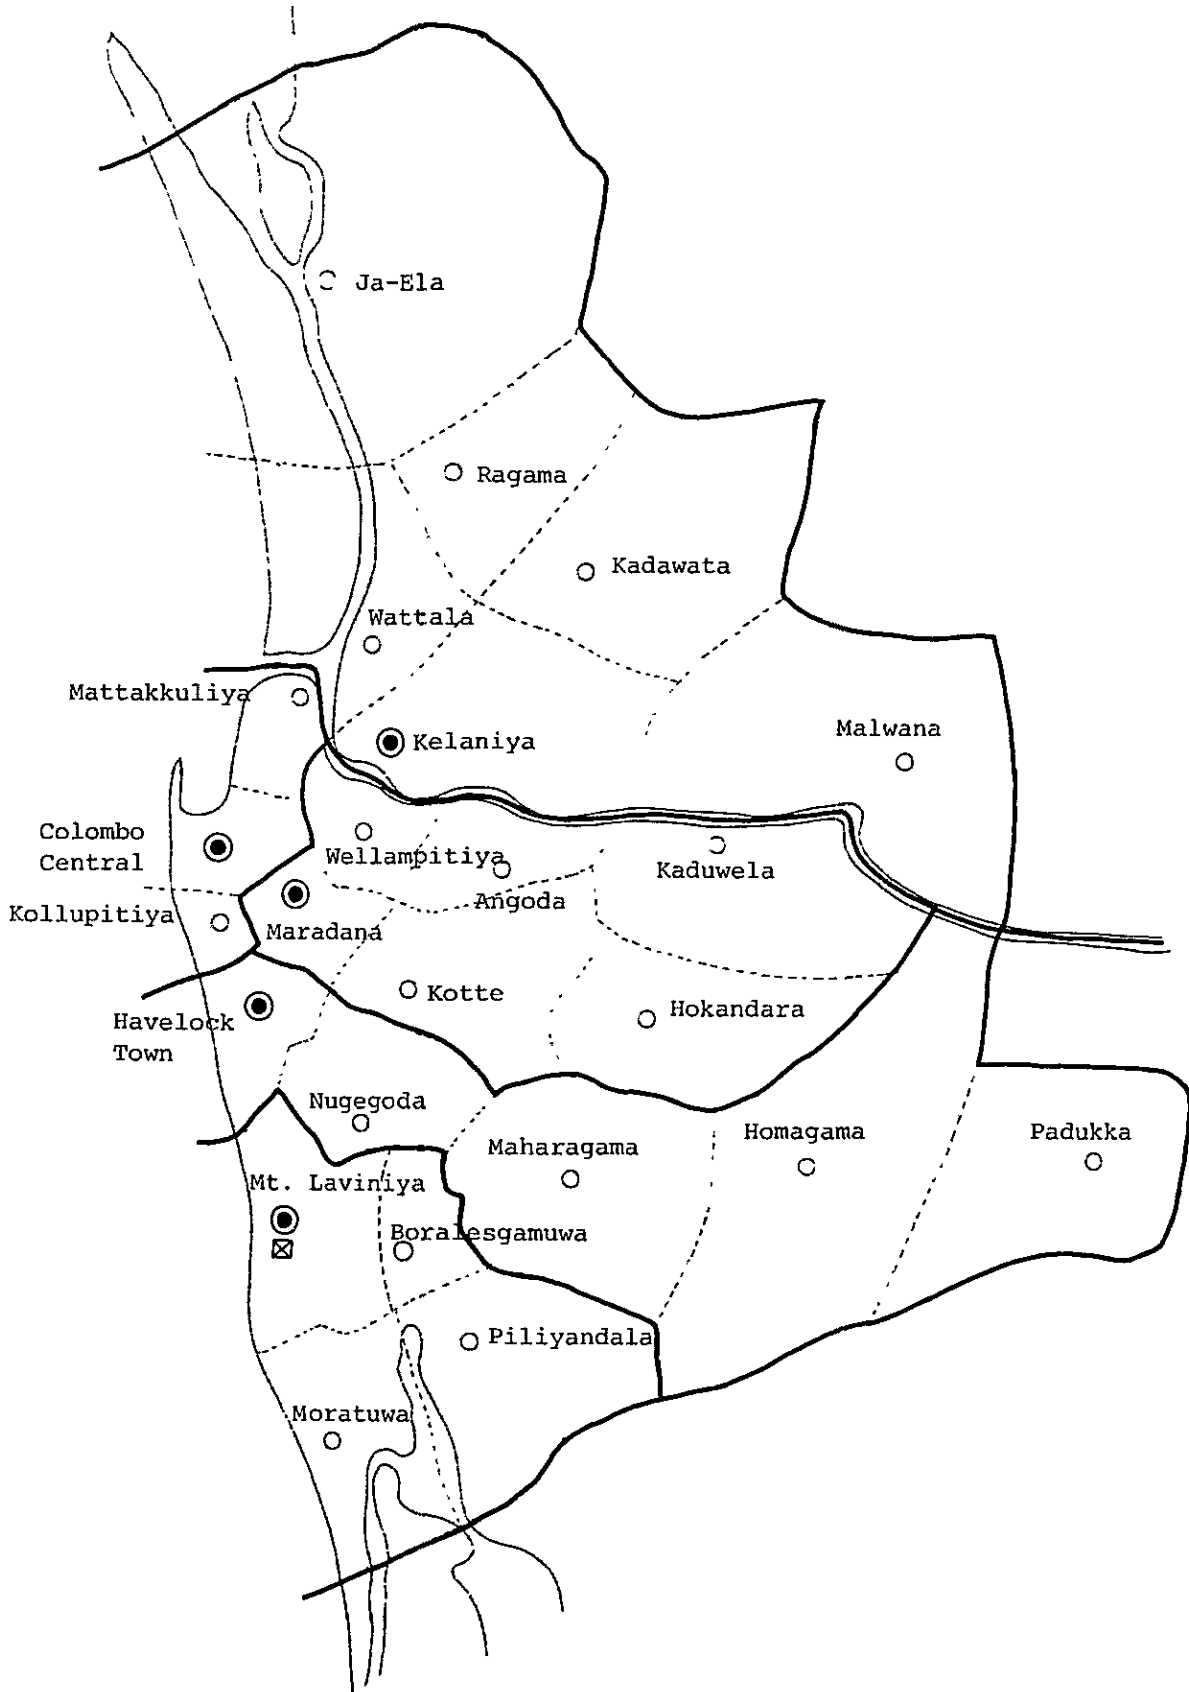 Ja-Ela
Ragama
Kadawata
Wattala
Mattakkuliya
Kelaniya
Malwana
Colombo
Central
Wellampitiya
Kaduwela
Angoda
Kollupitiya
Maradana
Kotte
Hokandara
Havelock
Town
Nugegoda
Maharagama
Homagama
Padukka
Mt. Laviniya
Boralesgamuwa
Piliyandala
Moratuwa